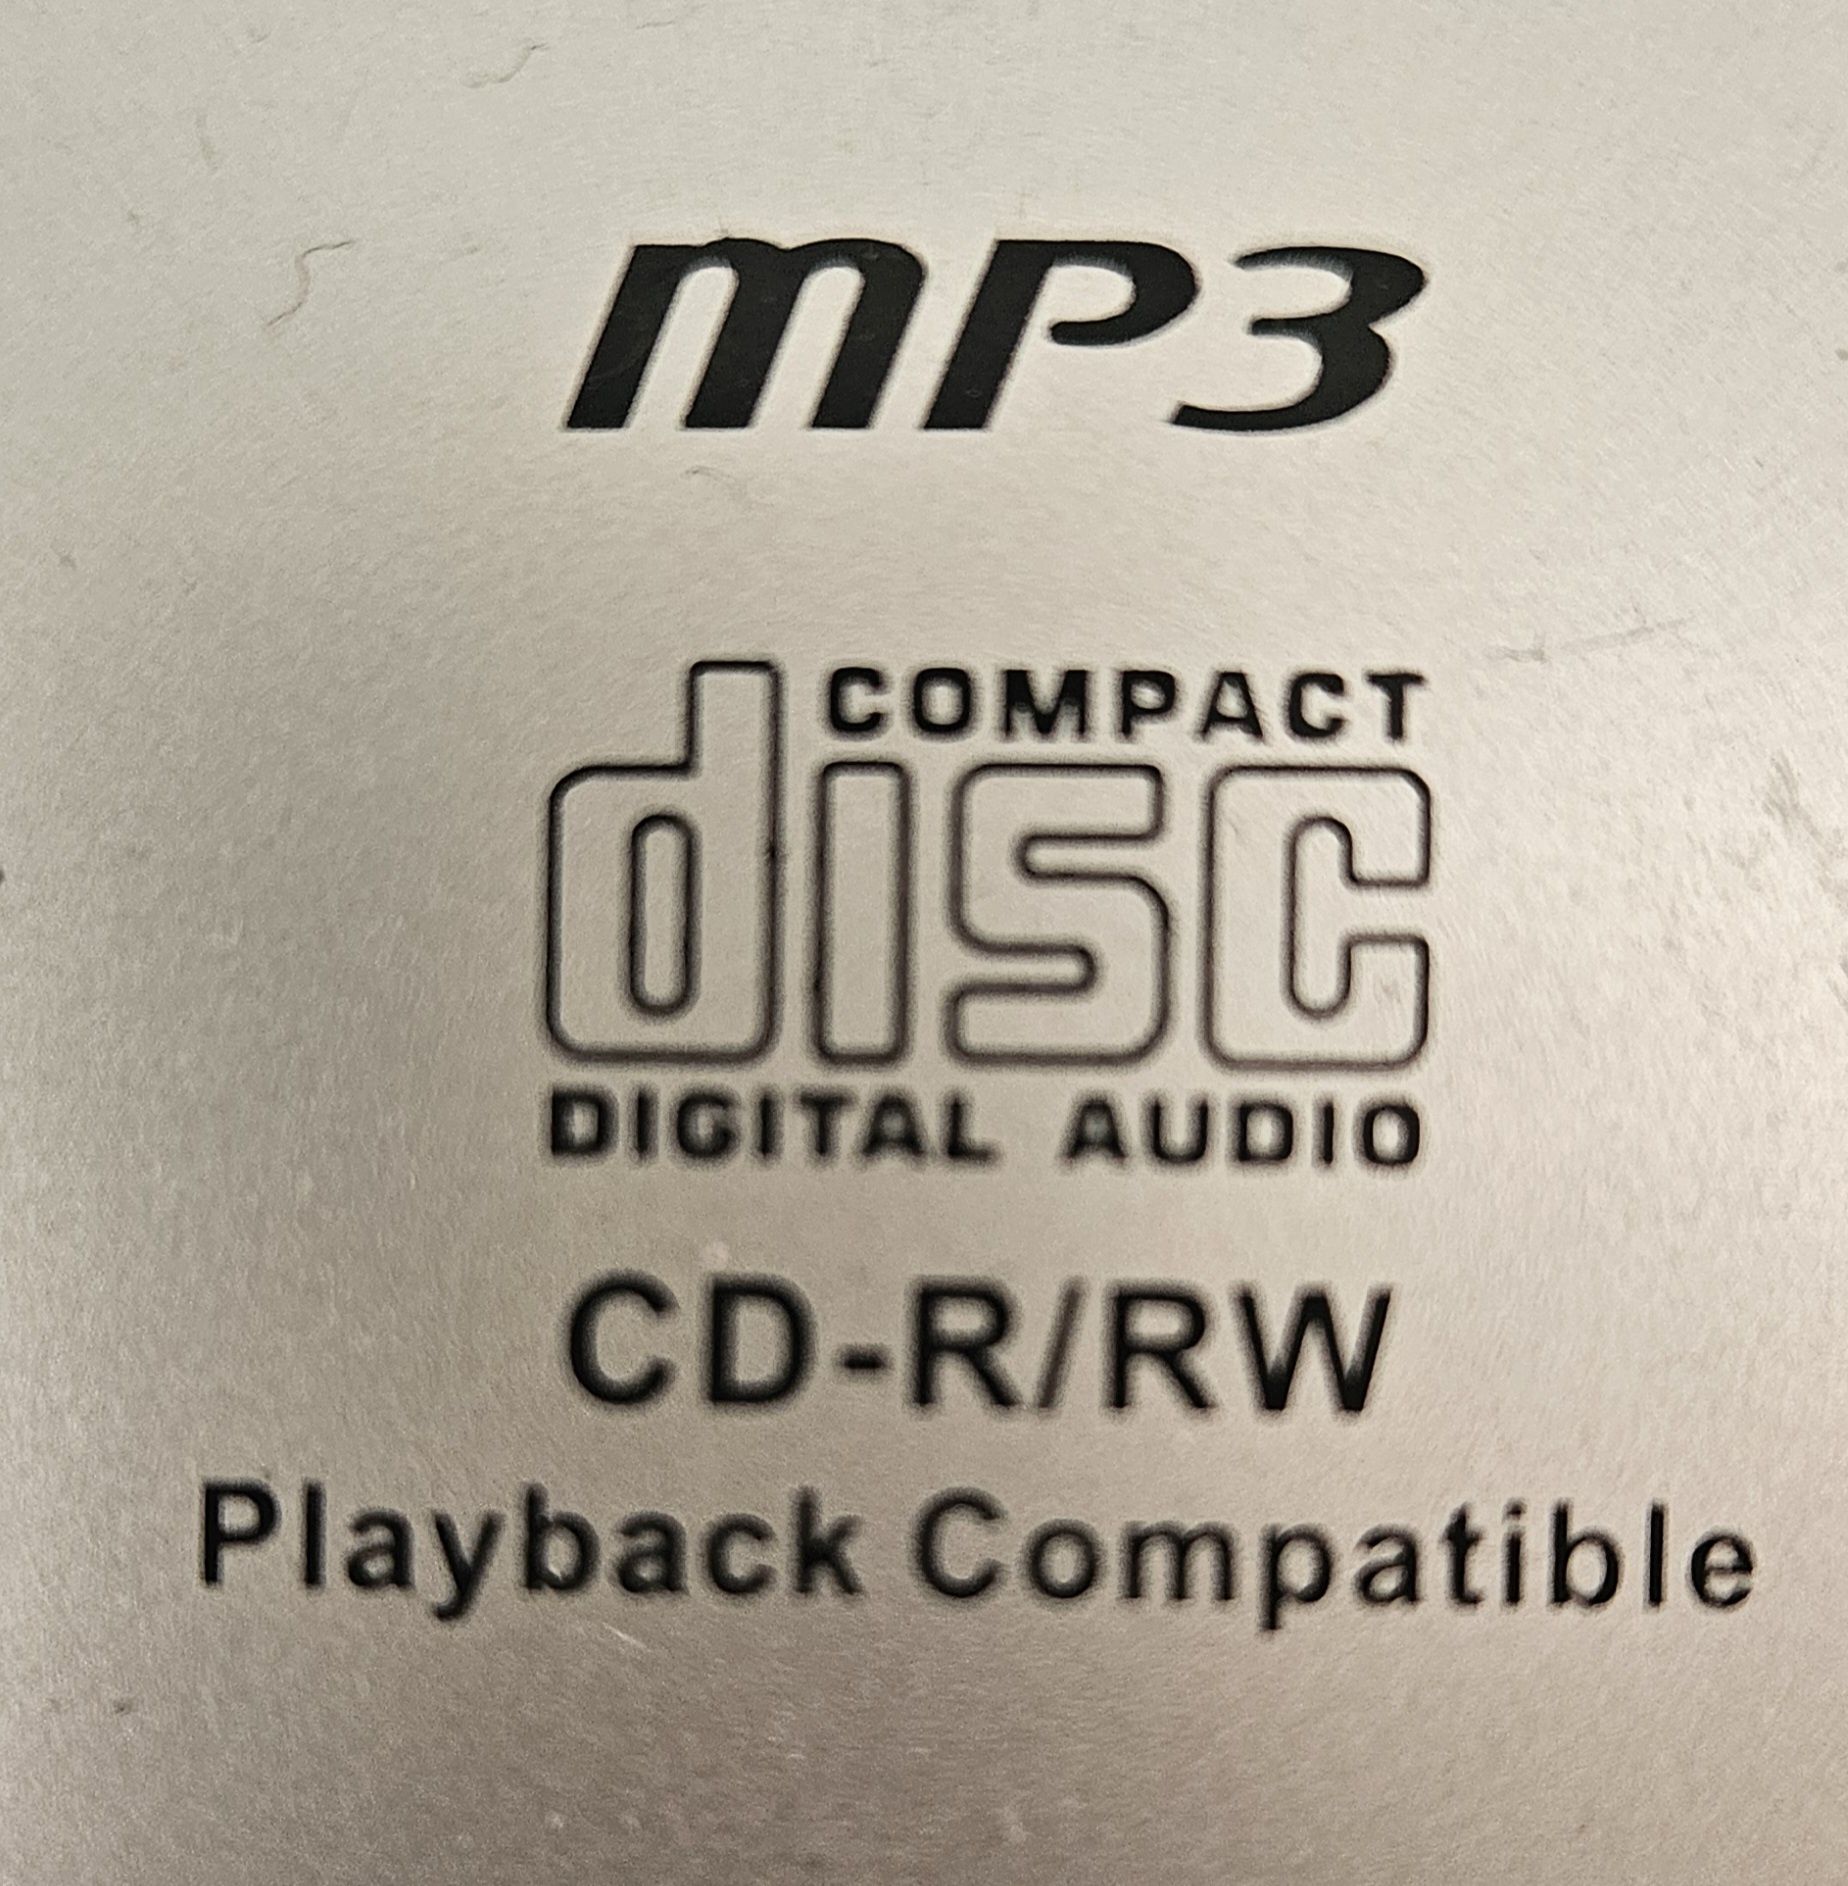 mP3
COMPACT
disc
DIGITAL AUDIO
CD-R/RW
Playback Compatible